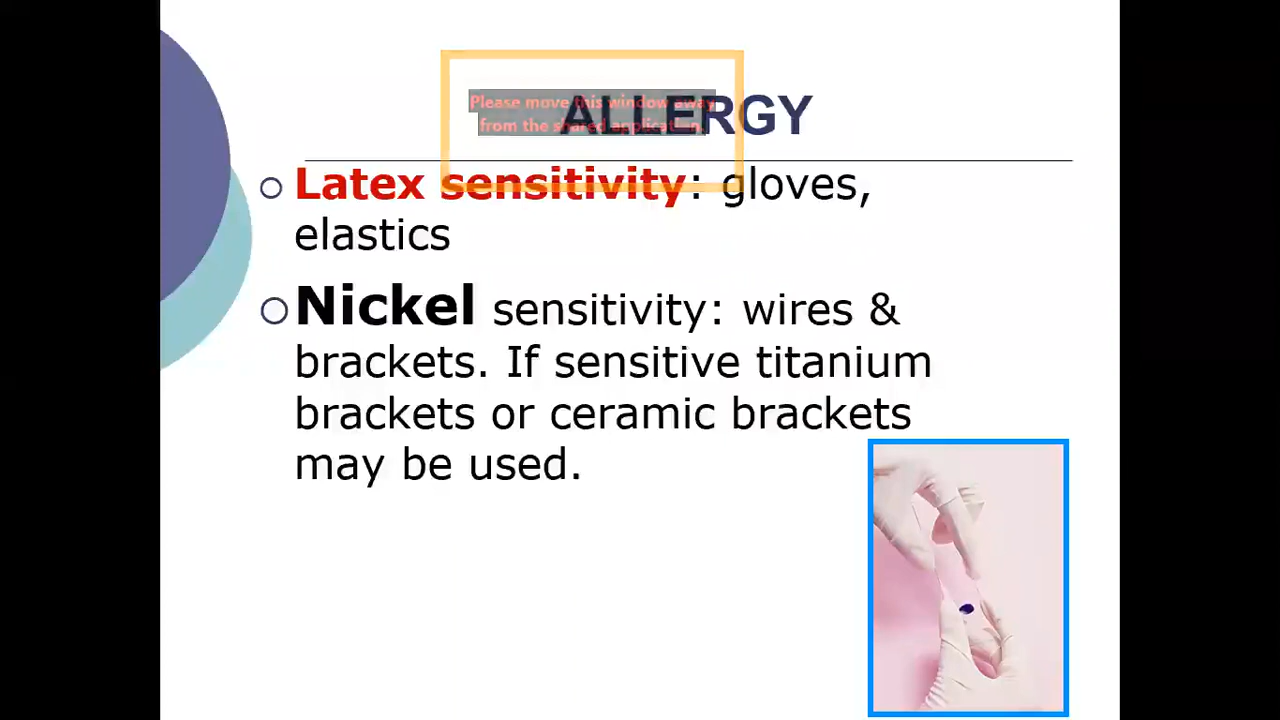 Please move this window away
from the shared application.
ALLERGY
Latex sensitivity: gloves,
elastics
Nickel sensitivity: wires &
brackets. If sensitive titanium
brackets or ceramic brackets
may be used.